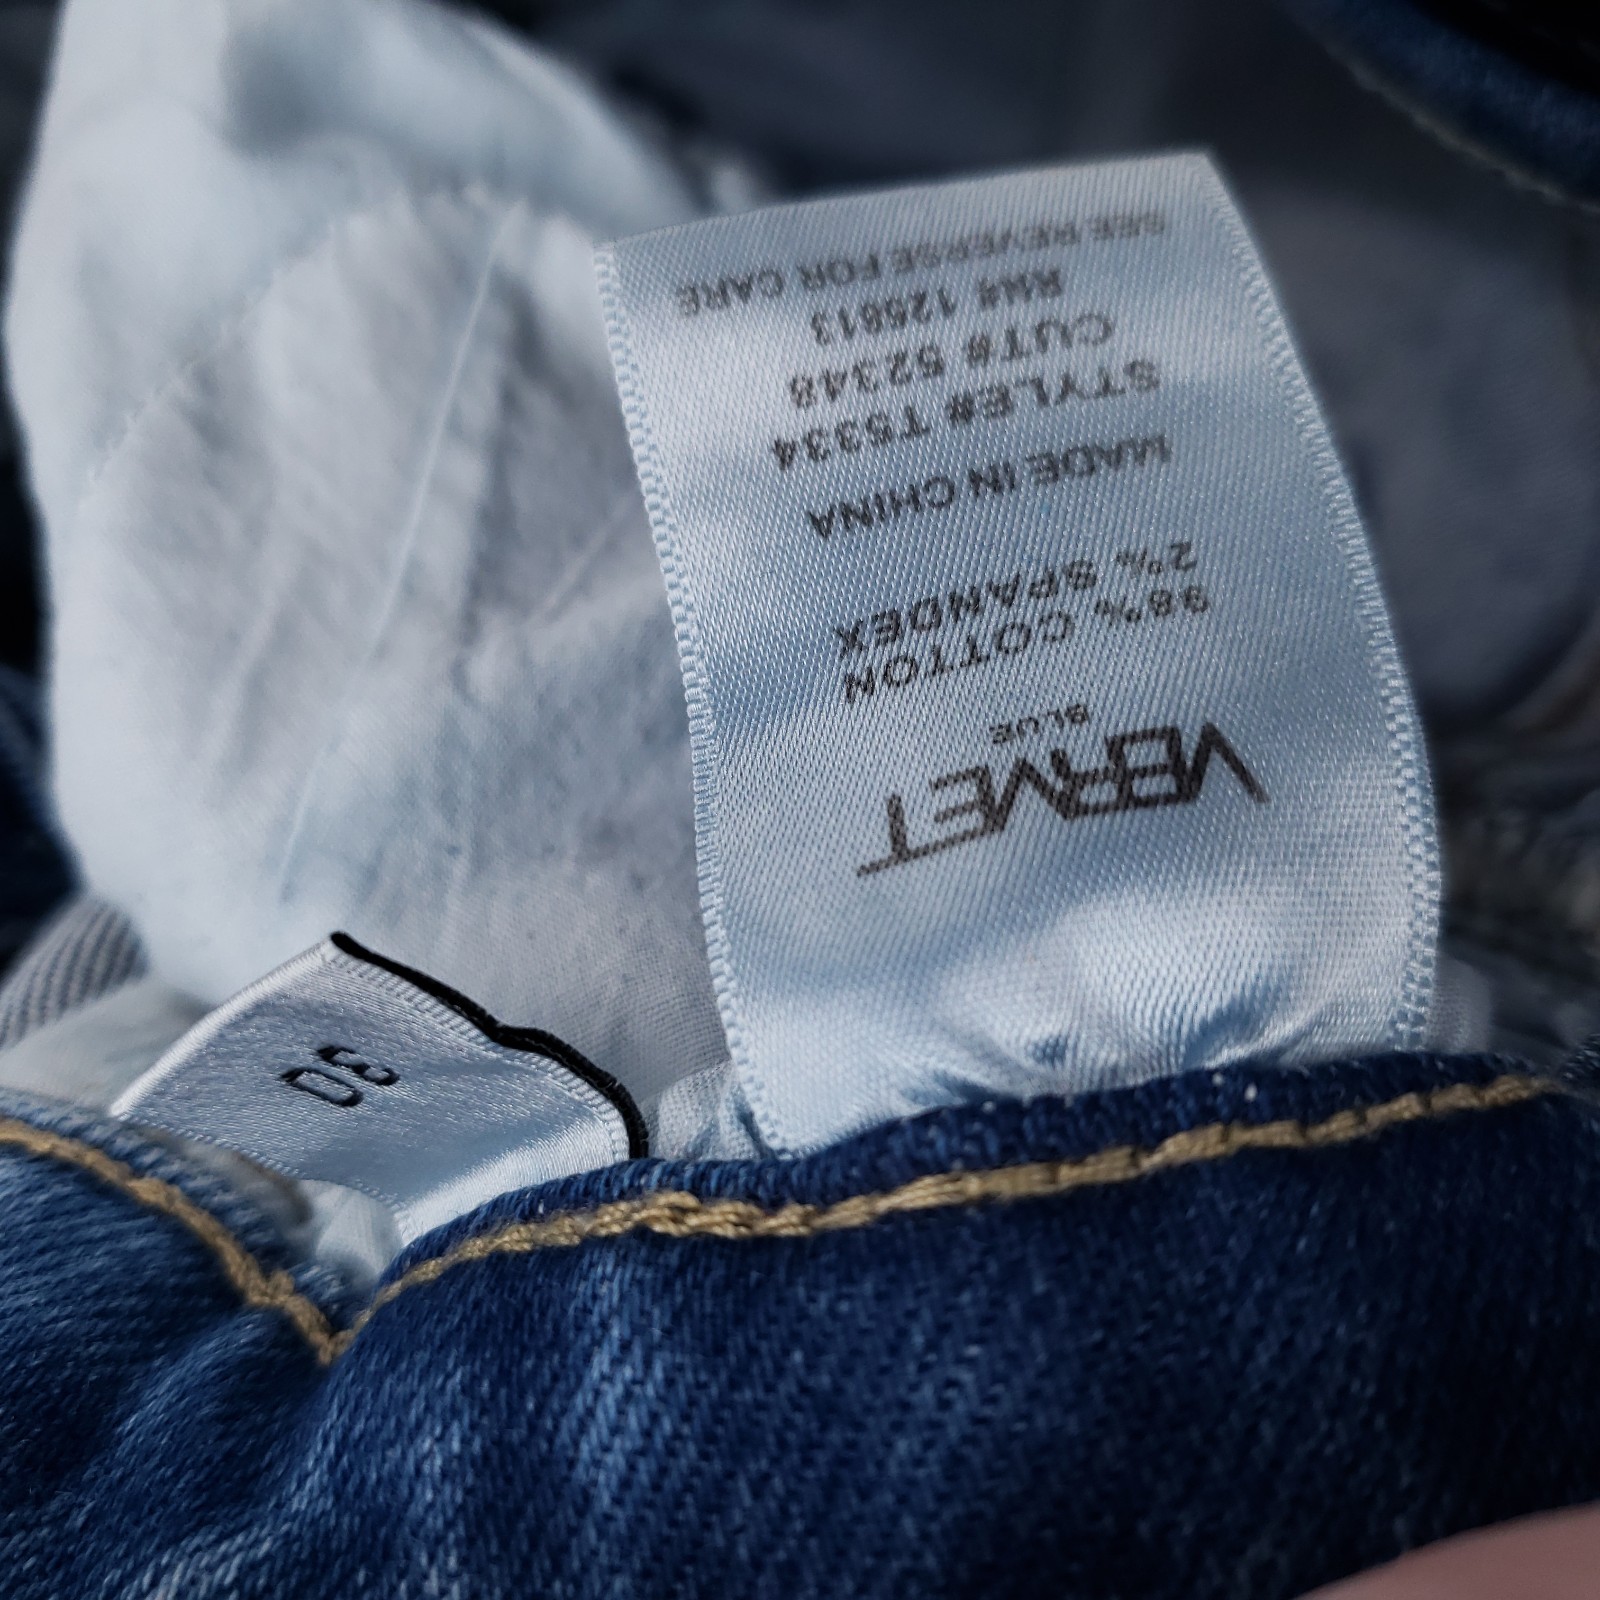 VERVET
BLUE
98% COTTON
2% SPANDEX
MADE IN CHINA
STYLE# T5334
CUT# 52348
RN# 126813
SEE REVERSE FOR CARE
30